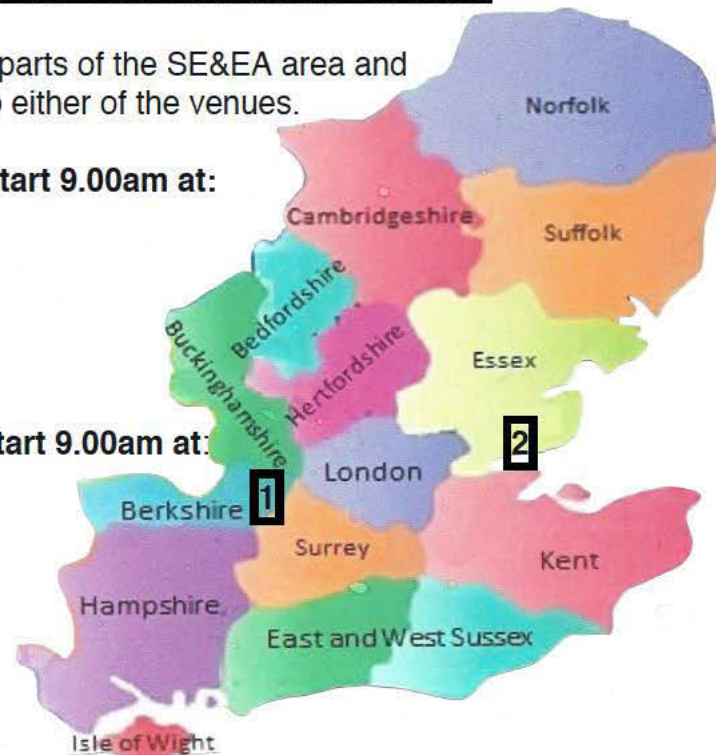 parts of the SE&EA area and
either of the venues.
tart 9.00am at:
tart 9.00am at:
Norfolk
Cambridgeshire
Suffolk
Bedfordshire
Buckinghamshire
Hertfordshire
Essex
2
London
1
Berkshire
Surrey
Kent
Hampshire
East and West Sussex
Isle of Wight